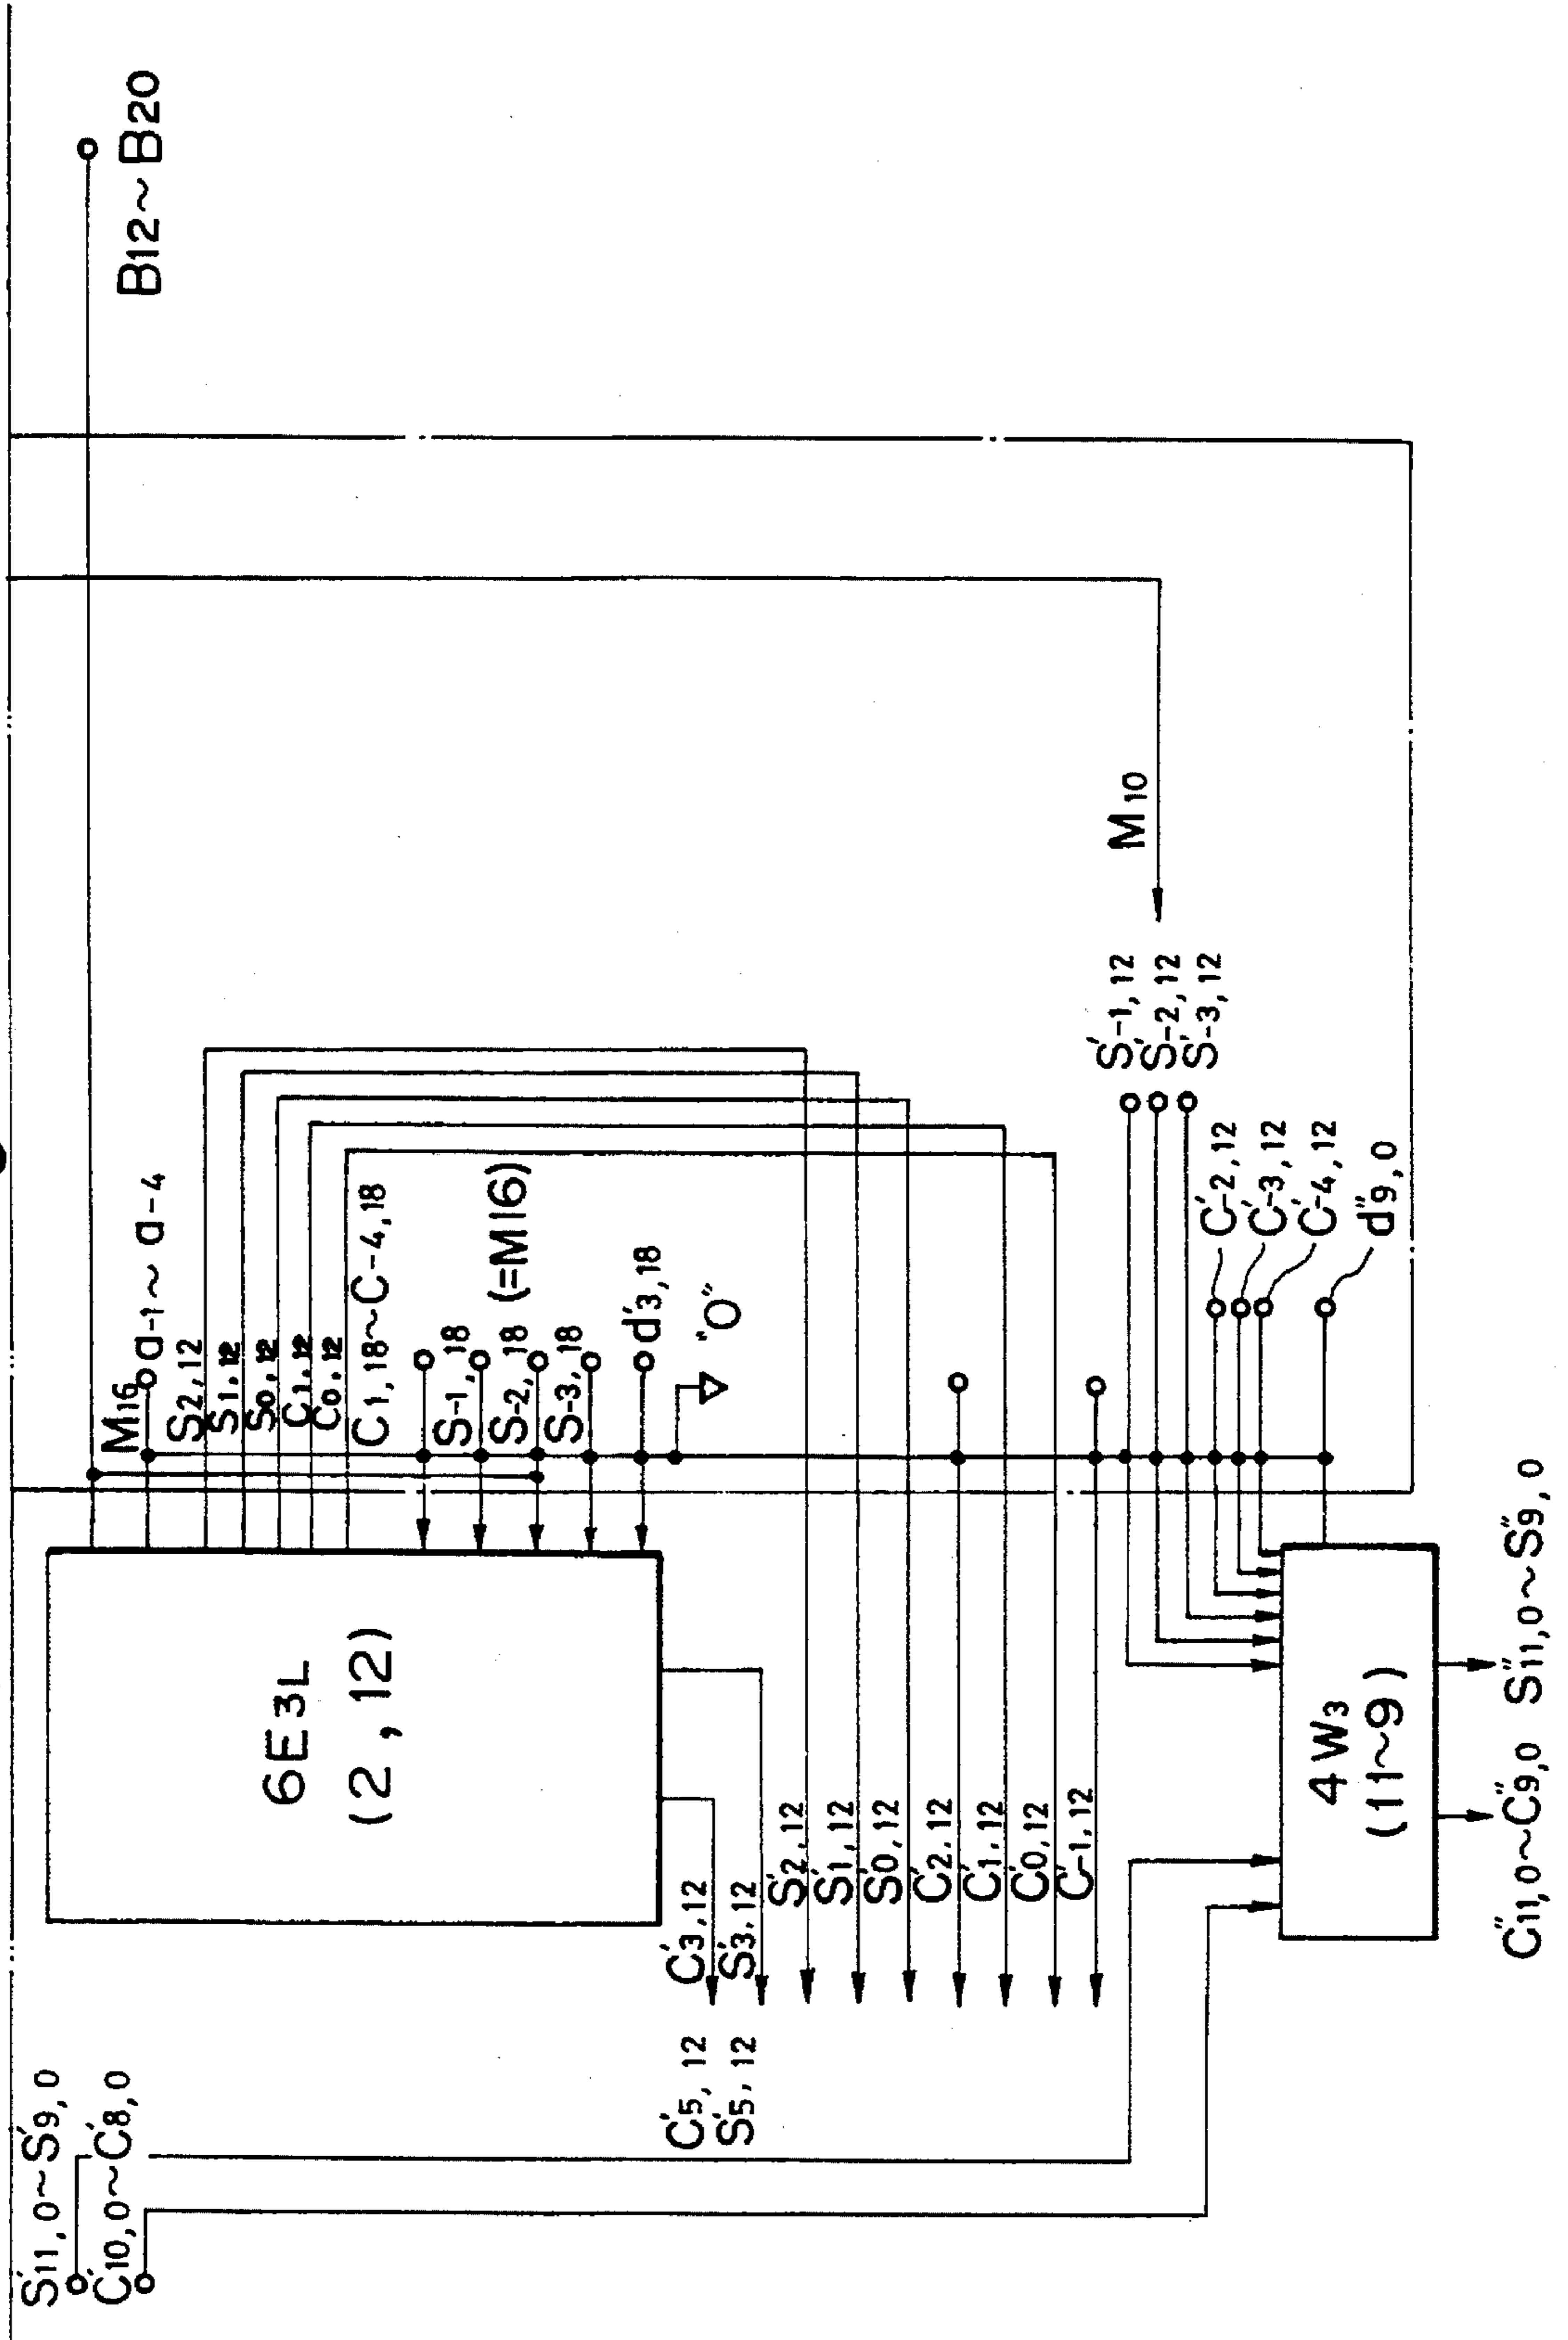 B12~B20
M16
a-1~a-4
S2,12
S1,12
S0,12
C1,12
C0,12
C1,18~C-4,18
S-1,18
S-2,18 (=M16)
S-3,18
d'3,18
"0"
6E3L
(2,12)
C'3,12
S'3,12
S'2,12
S'1,12
S'0,12
C'2,12
C'1,12
C'0,12
C'-1,12
C'5,12
S'5,12
M10
S'-1,12
S'-2,12
S'-3,12
C'-2,12
C'-3,12
C'-4,12
d"9,0
S'11,0~S'9,0
C'10,0~C'8,0
4W3
(11~9)
C"11,0~C"9,0
S"11,0~S"9,0